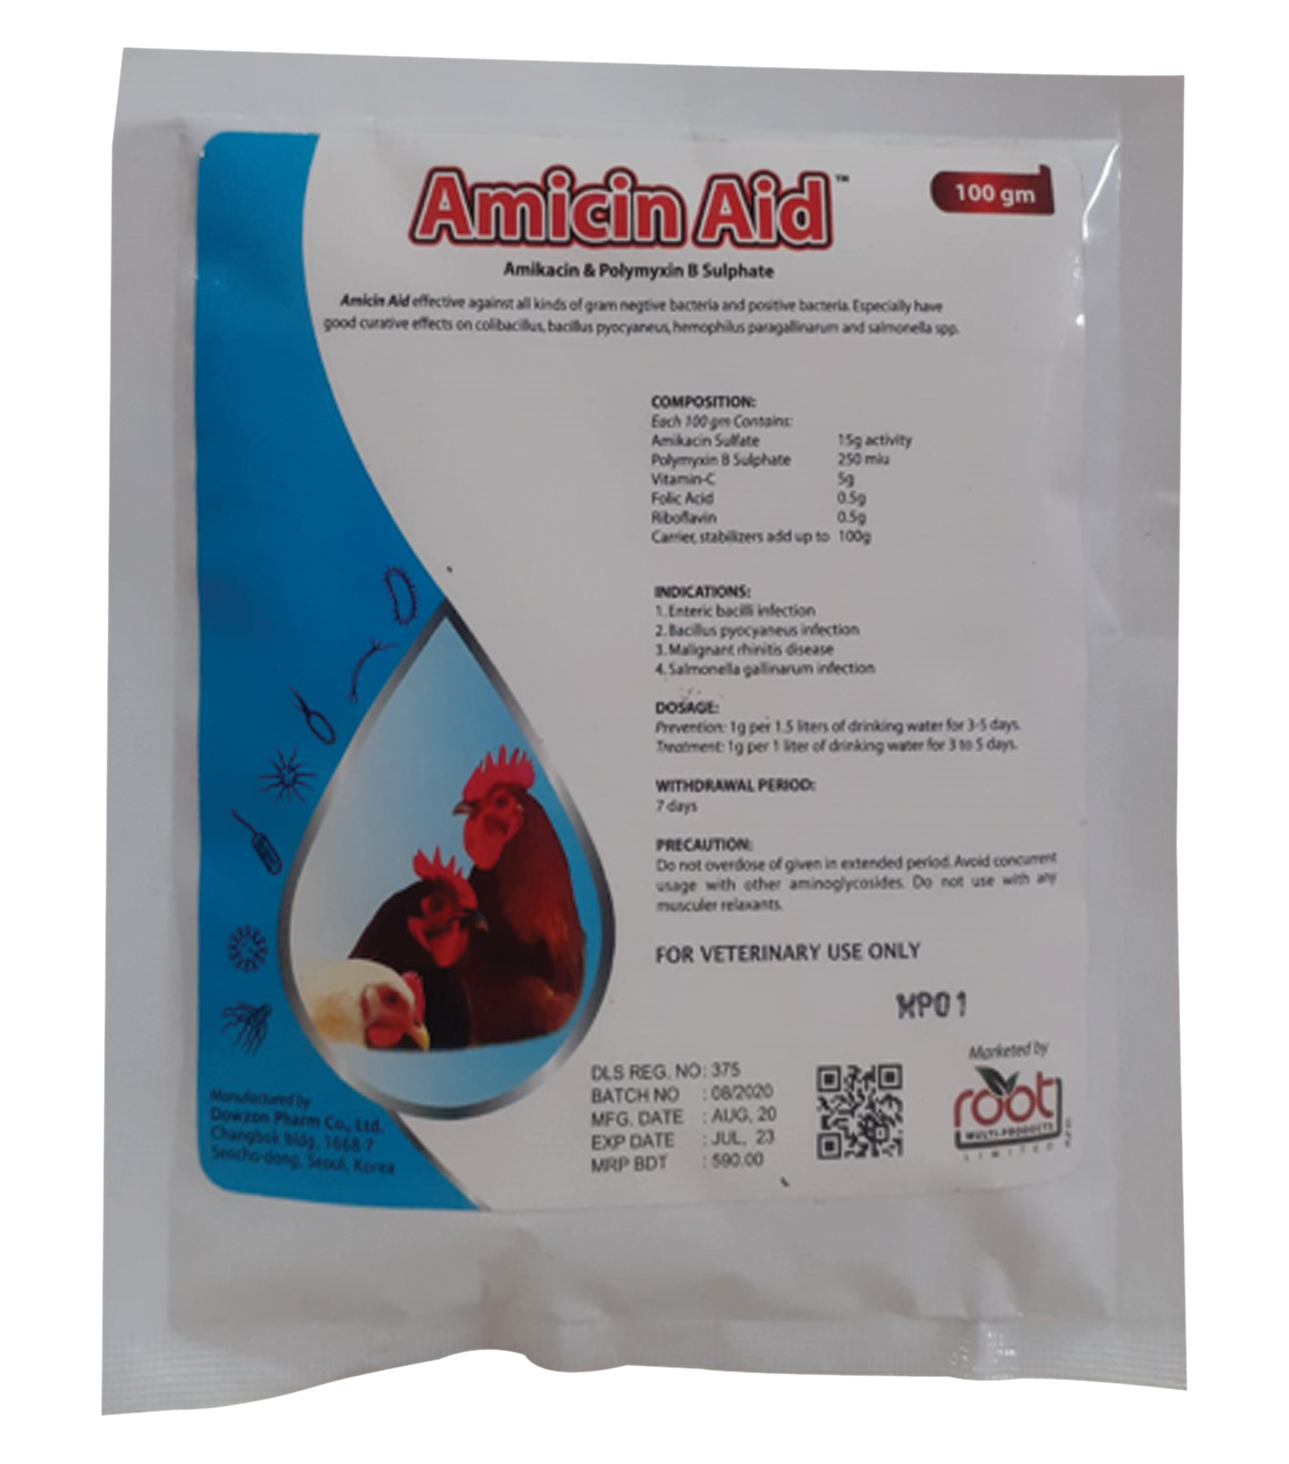 Amicin Aid™
100 gm
Amikacin & Polymyxin B Sulphate
Amicin Aid effective against all kinds of gram negtive bacteria and positive bacteria. Especially have
good curative effects on colibacillus, bacillus pyocyaneus, hemophilus paragallinarum and salmonella spp.
COMPOSITION:
Each 100 gm Contains:
Amikacin Sulfate 15g activity
Polymyxin B Sulphate 250 miu
Vitamin-C 5g
Folic Acid 0.5g
Riboflavin 0.5g
Carrier, stabilizers add up to 100g
INDICATIONS:
1. Enteric bacilli infection
2. Bacillus pyocyaneus infection
3. Malignant rhinitis disease
4. Salmonella gallinarum infection
DOSAGE:
Prevention: 1g per 1.5 liters of drinking water for 3-5 days.
Treatment: 1g per 1 liter of drinking water for 3 to 5 days.
WITHDRAWAL PERIOD:
7 days
PRECAUTION:
Do not overdose of given in extended period. Avoid concurrent
usage with other aminoglycosides. Do not use with any
musculer relaxants.
FOR VETERINARY USE ONLY
WP01
DLS REG. NO: 375
BATCH NO : 08/2020
MFG. DATE : AUG, 20
EXP DATE : JUL, 23
MRP BDT : 590.00
Marketed by
root
MULTI-PRODUCTS
LIMITED
Manufactured by
Dowzon Pharm Co., Ltd.
Changbok bldg, 1668-7
Seocho-dong, Seoul, Korea